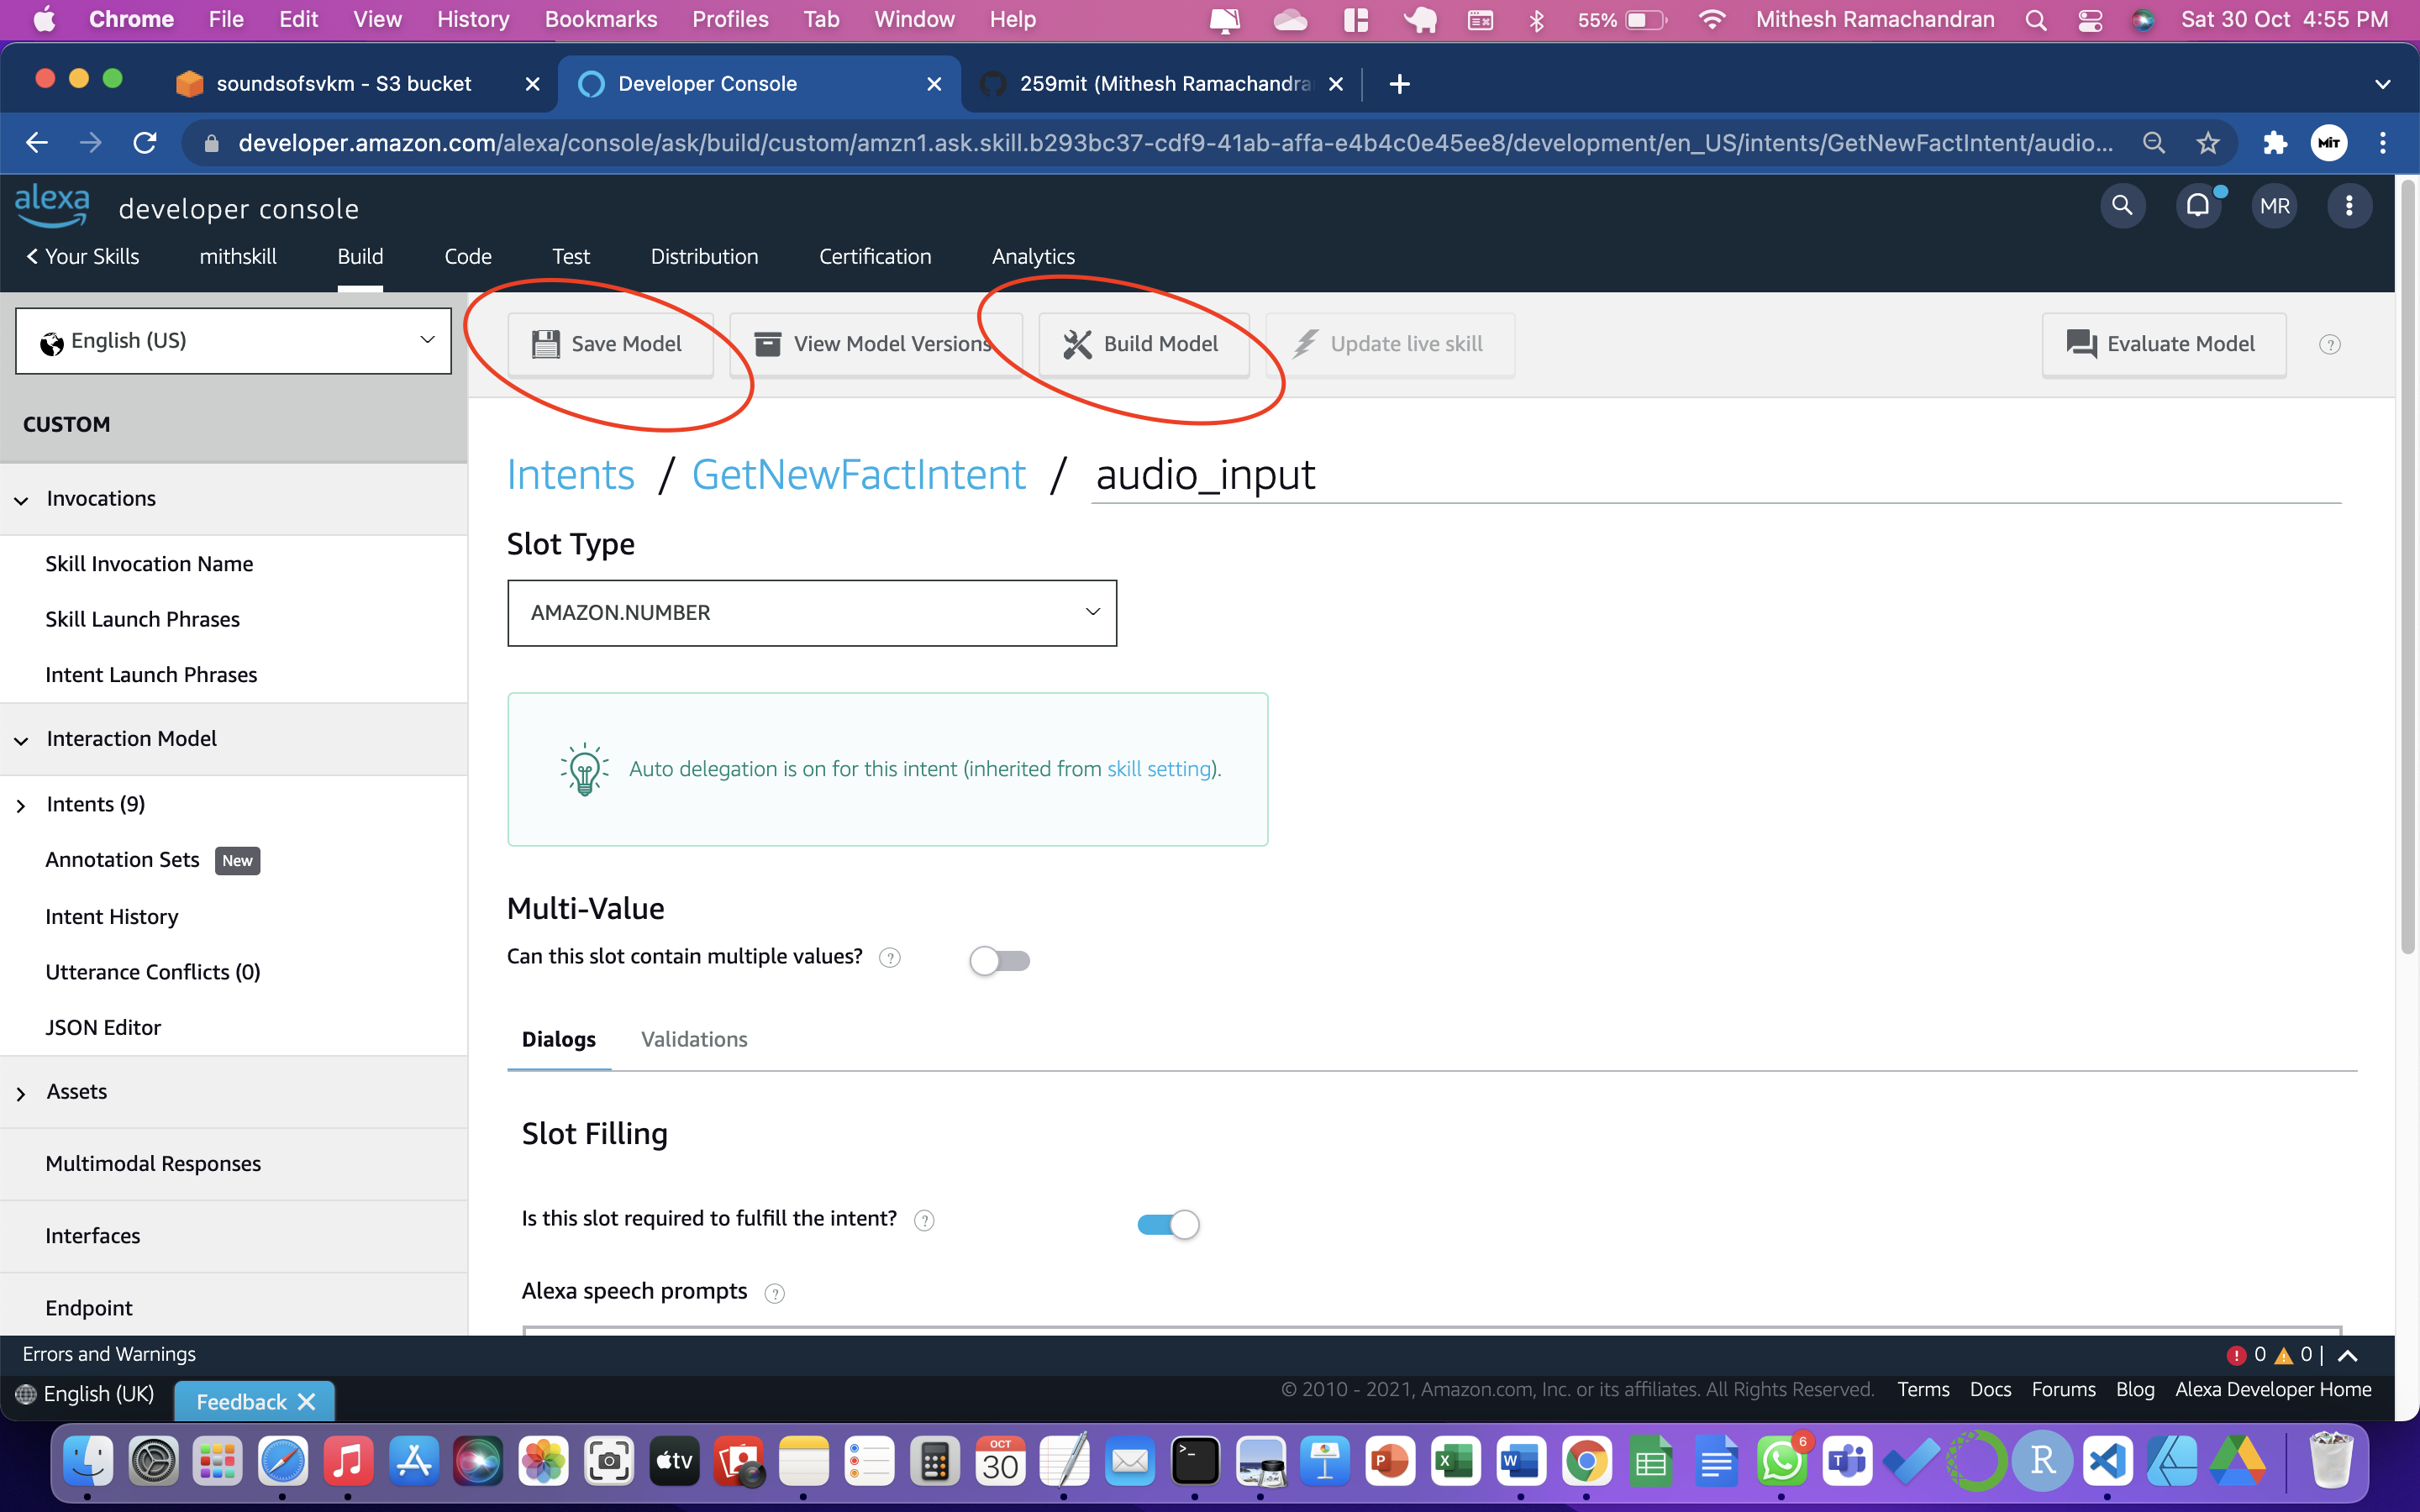 Chrome File Edit View History Bookmarks Profiles Tab Window Help 55% Mithesh Ramachandran Sat 30 Oct 4:55 PM
soundsofsvkm - S3 bucket Developer Console 259mit (Mithesh Ramachandra
developer.amazon.com/alexa/console/ask/build/custom/amzn1.ask.skill.b293bc37-cdf9-41ab-affa-e4b4c0e45ee8/development/en_US/intents/GetNewFactIntent/audio... MiT
alexa developer console MR
Your Skills mithskill Build Code Test Distribution Certification Analytics
English (US) Save Model View Model Versions Build Model Update live skill Evaluate Model ?
CUSTOM
Intents / GetNewFactIntent / audio_input
Invocations
Skill Invocation Name
Skill Launch Phrases
Intent Launch Phrases
Interaction Model
Intents (9)
Annotation Sets New
Intent History
Utterance Conflicts (0)
JSON Editor
Assets
Multimodal Responses
Interfaces
Endpoint
Slot Type
AMAZON.NUMBER
Auto delegation is on for this intent (inherited from skill setting).
Multi-Value
Can this slot contain multiple values? ?
Dialogs Validations
Slot Filling
Is this slot required to fulfill the intent? ?
Alexa speech prompts ?
Errors and Warnings ! 0 0 |
English (UK) Feedback © 2010 - 2021, Amazon.com, Inc. or its affiliates. All Rights Reserved. Terms Docs Forums Blog Alexa Developer Home
tv OCT 30 >_ P X W 6 T R